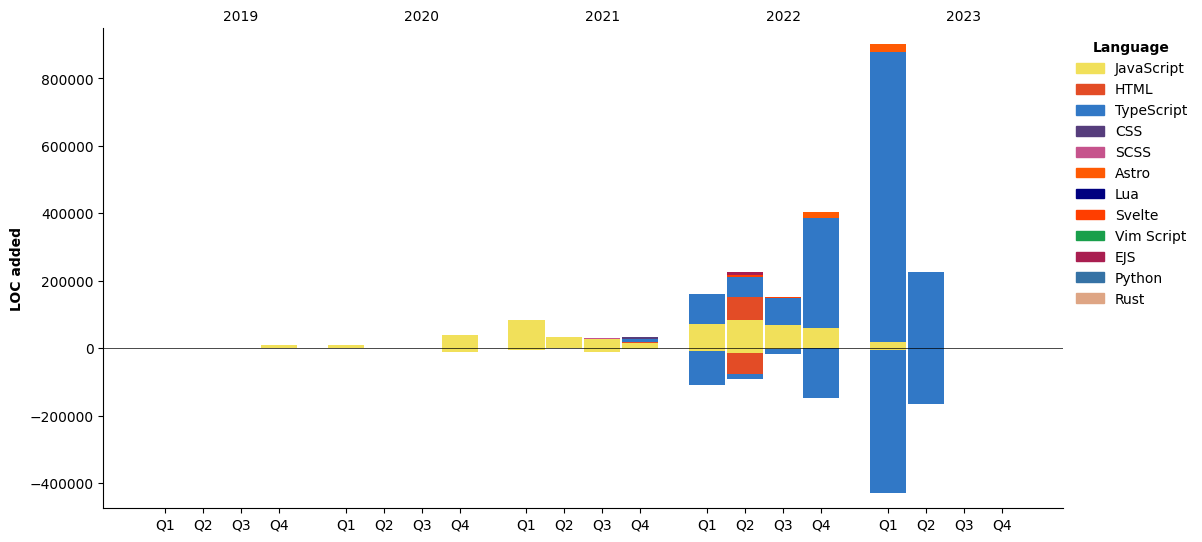 2019 2020 2021 2022 2023
Language
JavaScript
HTML
TypeScript
CSS
SCSS
Astro
Lua
Svelte
Vim Script
EJS
Python
Rust
LOC added
800000
600000
400000
200000
0
−200000
−400000
Q1 Q2 Q3 Q4 Q1 Q2 Q3 Q4 Q1 Q2 Q3 Q4 Q1 Q2 Q3 Q4 Q1 Q2 Q3 Q4